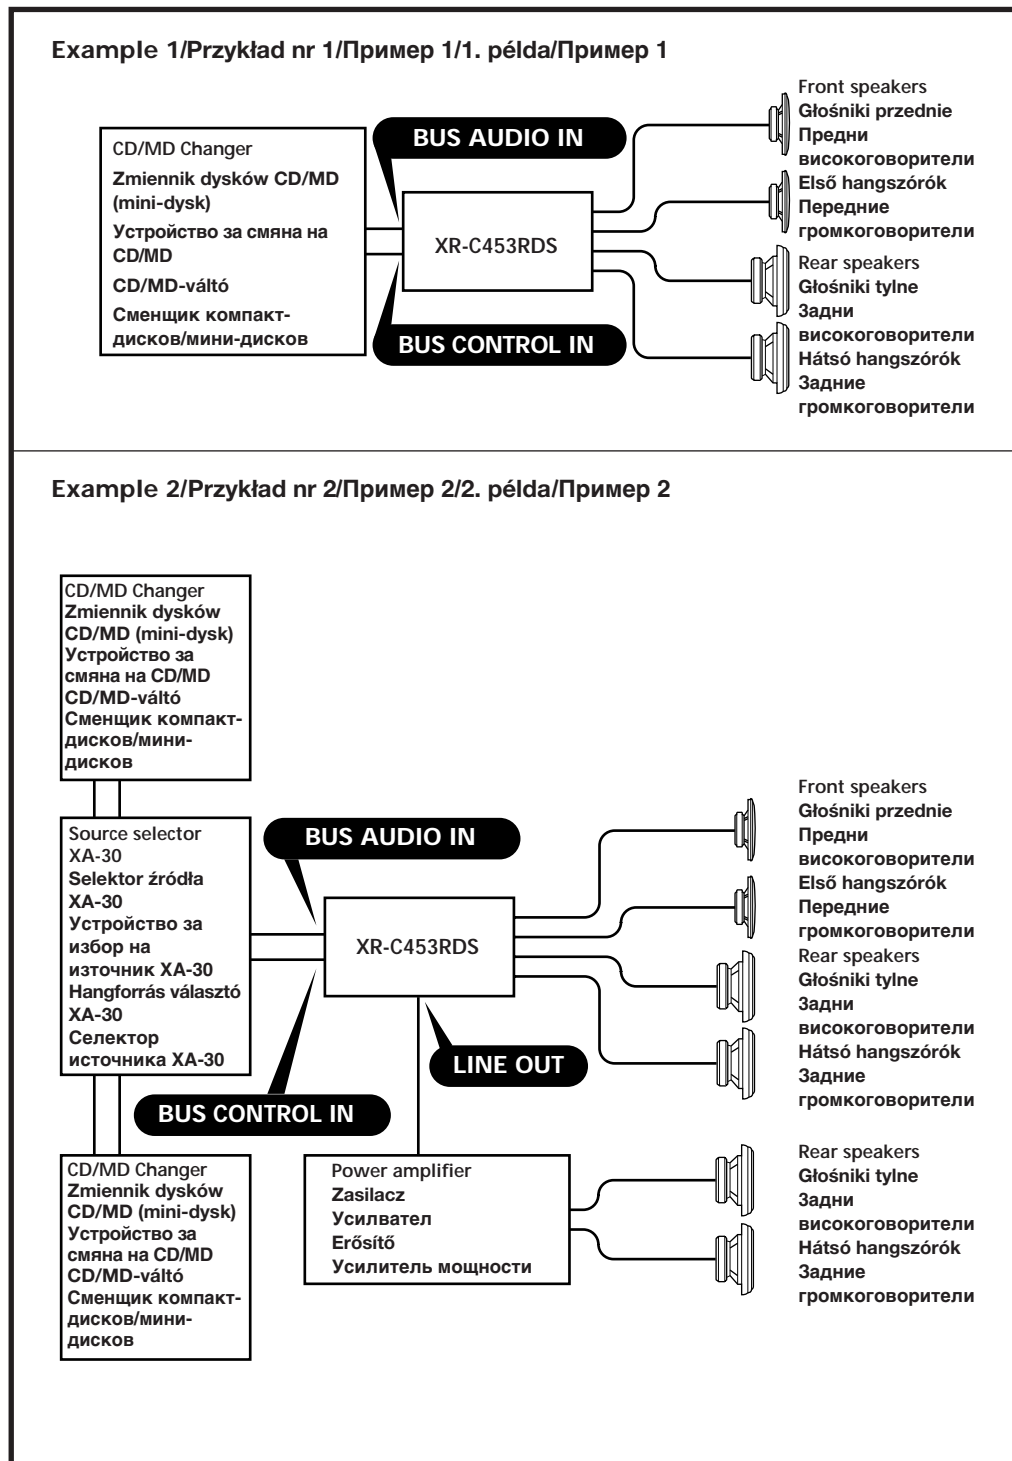 Example 1/Przykład nr 1/Пример 1/1. példa/Пример 1
CD/MD Changer
Zmiennik dysków CD/MD
(mini-dysk)
Устройство за смяна на
CD/MD
CD/MD-váltó
Сменщик компакт-
дисков/мини-дисков
BUS AUDIO IN
XR-C453RDS
BUS CONTROL IN
Front speakers
Głośniki przednie
Предни
високоговорители
Első hangszórók
Передние
громкоговорители
Rear speakers
Głośniki tylne
Задни
високоговорители
Hátsó hangszórók
Задние
громкоговорители
Example 2/Przykład nr 2/Пример 2/2. példa/Пример 2
CD/MD Changer
Zmiennik dysków
CD/MD (mini-dysk)
Устройство за
смяна на CD/MD
CD/MD-váltó
Сменщик компакт-
дисков/мини-
дисков
Source selector
XA-30
Selektor źródła
XA-30
Устройство за
избор на
източник XA-30
Hangforrás választó
XA-30
Селектор
источника XA-30
BUS AUDIO IN
XR-C453RDS
LINE OUT
BUS CONTROL IN
Front speakers
Głośniki przednie
Предни
високоговорители
Első hangszórók
Передние
громкоговорители
Rear speakers
Głośniki tylne
Задни
високоговорители
Hátsó hangszórók
Задние
громкоговорители
CD/MD Changer
Zmiennik dysków
CD/MD (mini-dysk)
Устройство за
смяна на CD/MD
CD/MD-váltó
Сменщик компакт-
дисков/мини-
дисков
Power amplifier
Zasilacz
Усилвател
Erősítő
Усилитель мощности
Rear speakers
Głośniki tylne
Задни
високоговорители
Hátsó hangszórók
Задние
громкоговорители